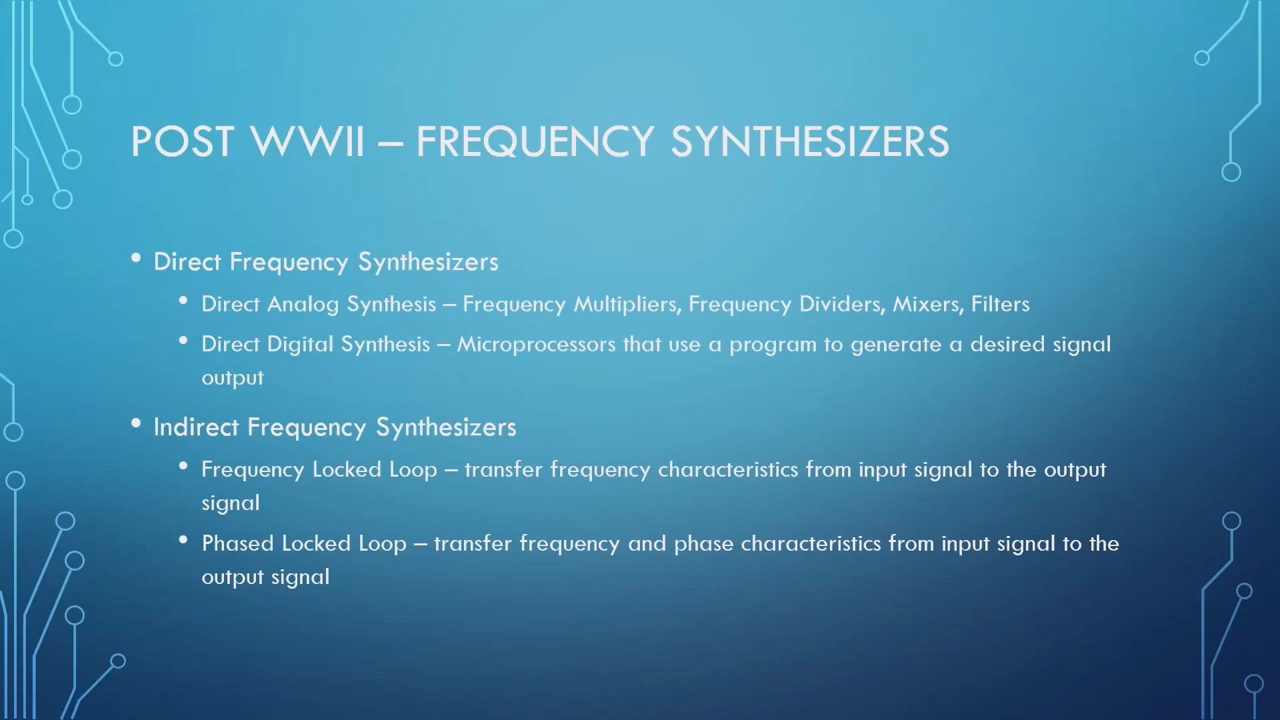 POST WWII – FREQUENCY SYNTHESIZERS
• Direct Frequency Synthesizers
• Direct Analog Synthesis – Frequency Multipliers, Frequency Dividers, Mixers, Filters
• Direct Digital Synthesis – Microprocessors that use a program to generate a desired signal
output
• Indirect Frequency Synthesizers
• Frequency Locked Loop – transfer frequency characteristics from input signal to the output
signal
• Phased Locked Loop – transfer frequency and phase characteristics from input signal to the
output signal